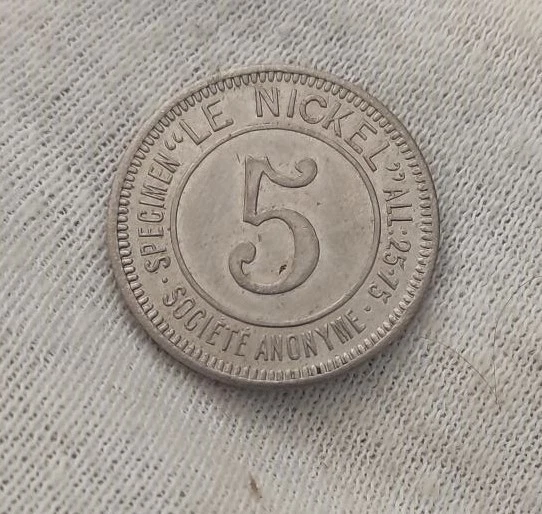 SPECIMEN "LE NICKEL" ALL·25·75·
SOCIÉTÉ ANONYME
5